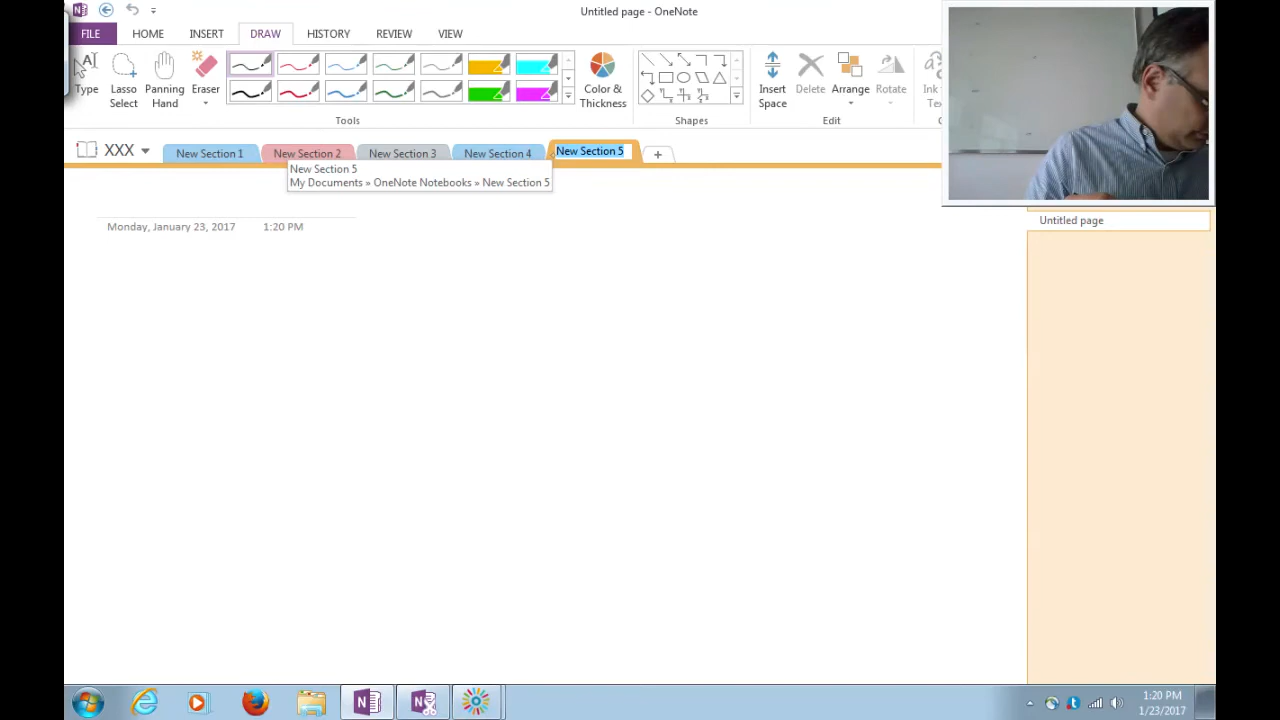 Untitled page - OneNote
FILE HOME INSERT DRAW HISTORY REVIEW VIEW
Type
Lasso Select
Panning Hand
Eraser
Color & Thickness
Insert Space
Delete
Arrange
Rotate
Tools
Shapes
Edit
XXX New Section 1 New Section 2 New Section 3 New Section 4 New Section 5
New Section 5
My Documents » OneNote Notebooks » New Section 5
Monday, January 23, 2017 1:20 PM
Untitled page
1:20 PM
1/23/2017